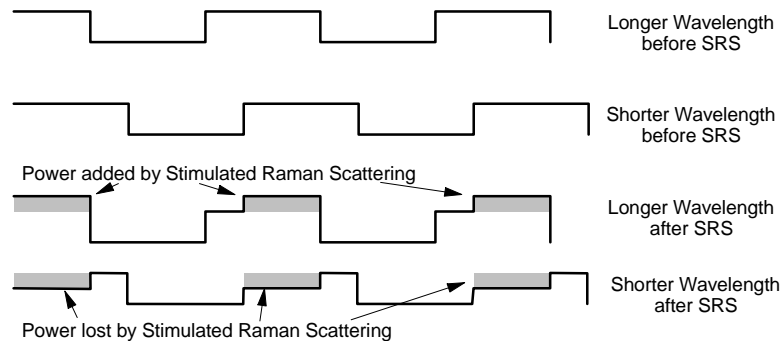 Longer Wavelength
before SRS
Shorter Wavelength
before SRS
Power added by Stimulated Raman Scattering
Longer Wavelength
after SRS
Shorter Wavelength
after SRS
Power lost by Stimulated Raman Scattering